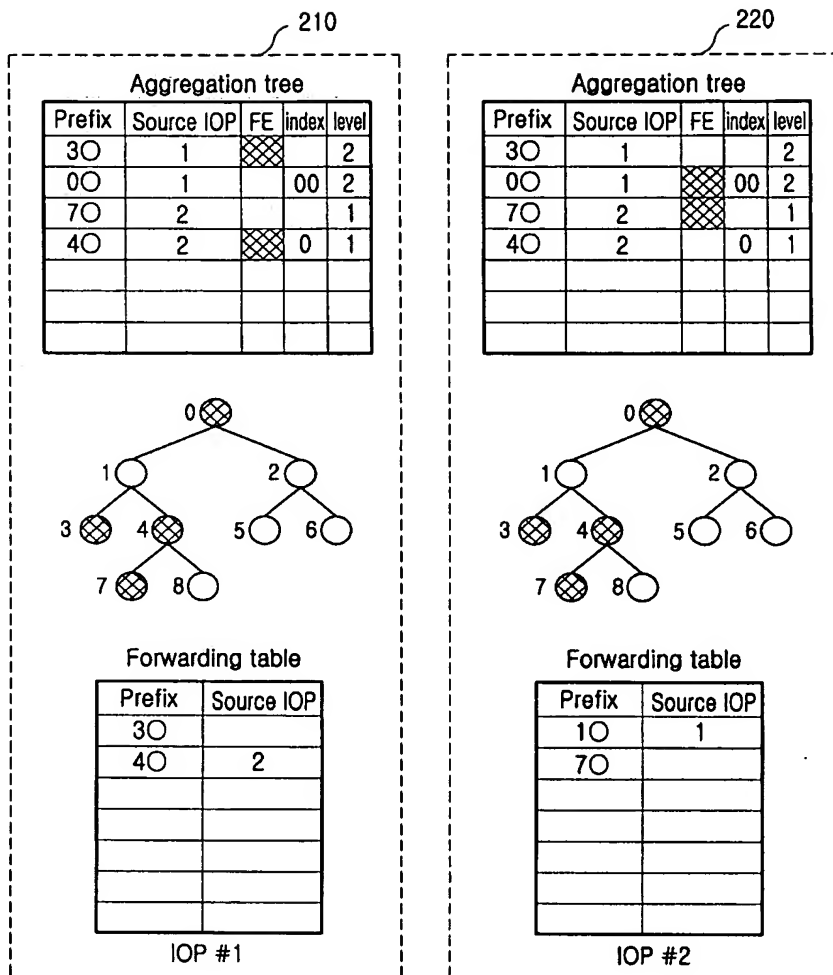 210
220
Aggregation tree
Prefix Source IOP FE index level
3○ 1 2
0○ 1 00 2
7○ 2 1
4○ 2 0 1
0
1 2
3 4 5 6
7 8
Forwarding table
Prefix Source IOP
3○
4○ 2
IOP #1
Aggregation tree
Prefix Source IOP FE index level
3○ 1 2
0○ 1 00 2
7○ 2 1
4○ 2 0 1
0
1 2
3 4 5 6
7 8
Forwarding table
Prefix Source IOP
1○ 1
7○
IOP #2